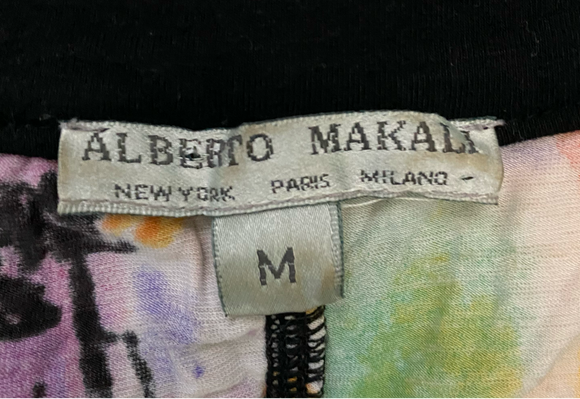 ALBERTO MAKALI
NEW YORK PARIS MILANO -
M